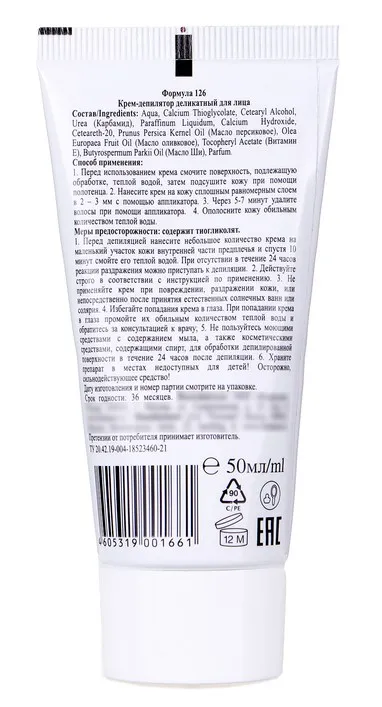 Формула 126
Крем-депилятор деликатный для лица
Состав/Ingredients: Aqua, Calcium Thioglycolate, Cetearyl Alcohol,
Urea (Карбамид), Paraffinum Liquidum, Calcium Hydroxide,
Ceteareth-20, Prunus Persica Kernel Oil (Масло персиковое), Olea
Europaea Fruit Oil (Масло оливковое), Tocopheryl Acetate (Витамин
Е), Butyrospermum Parkii Oil (Масло Ши), Parfum.
Способ применения:
1. Перед использованием крема смочите поверхность, подлежащую
обработке, теплой водой, затем подсушите кожу при помощи
полотенца. 2. Нанесите крем на кожу сплошным равномерным слоем
в 2 – 3 мм с помощью аппликатора. 3. Через 5-7 минут удалите
волосы при помощи аппликатора. 4. Ополосните кожу обильным
количеством теплой воды.
Меры предосторожности: содержит тиогликолят.
1. Перед депиляцией нанесите небольшое количество крема на
маленький участок кожи внутренней части предплечья и спустя 10
минут смойте его теплой водой. При отсутствии в течение 24 часов
реакции раздражения можно приступать к депиляции. 2. Действуйте
строго в соответствии с инструкцией по применению. 3. Не
применяйте крем при повреждении, раздражении кожи, или
непосредственно после принятия естественных солнечных ванн или
солярия. 4. Избегайте попадания крема в глаза. При попадании крема
в глаза промойте их обильным количеством теплой воды и
обратитесь за консультацией к врачу; 5. Не пользуйтесь моющими
средствами с содержанием мыла, а также косметическими
средствами, содержащими спирт, для обработки депилированной
поверхности в течение 24 часов после депиляции. 6. Храните
препарат в местах недоступных для детей! Осторожно,
сильнодействующее средство!
Дату изготовления и номер партии смотрите на упаковке.
Срок годности: 36 месяцев.
Претензии от потребителя принимает изготовитель.
ТУ 20.42.19-004-18523460-21
℮ 50мл/ml
90
C/PE
12 M
EAC
4 605319 001661